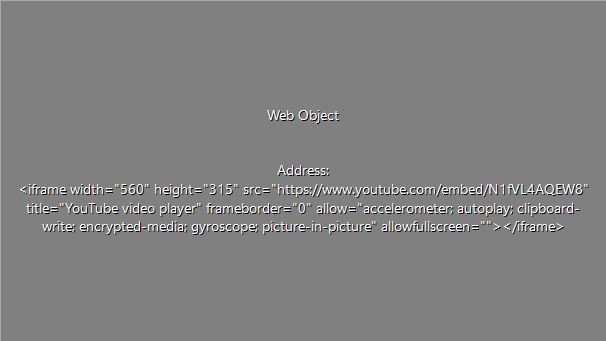 Web Object
Address:
<iframe width="560" height="315" src="https://www.youtube.com/embed/N1fVL4AQEW8"
title="YouTube video player" frameborder="0" allow="accelerometer; autoplay; clipboard-
write; encrypted-media; gyroscope; picture-in-picture" allowfullscreen=""></iframe>